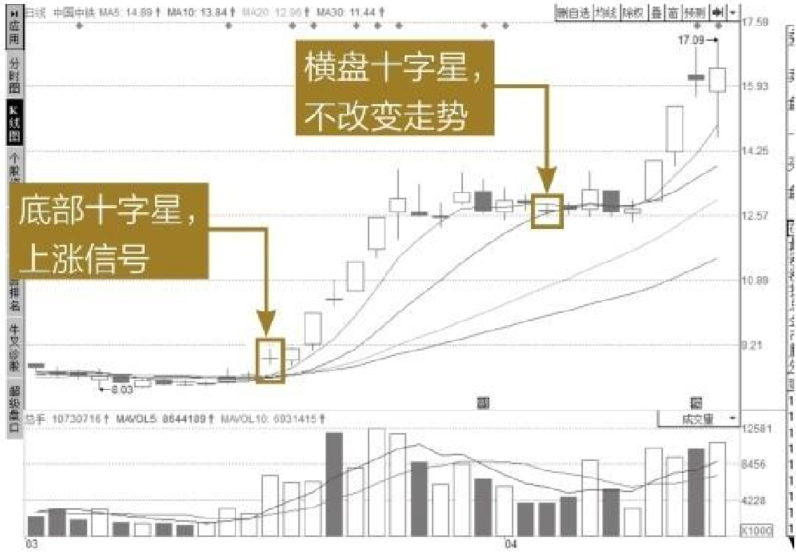 应用
日线 中国中铁 MA5: 14.89↑ MA10: 13.84↑ MA20: 12.96↑ MA30: 11.44↑
删自选 均线 除权 叠 窗 预测
分时图
K线图
个股
17.59
17.09→
15.93
14.25
12.57
10.89
9.21
横盘十字星，
不改变走势
底部十字星，
上涨信号
排名
牛叉诊股
超级盘口
←8.03
总手: 10730716↑ MAVOL5: 8644189↑ MAVOL10: 6931415↑
成交量
12581
8456
4228
X1000
03
04